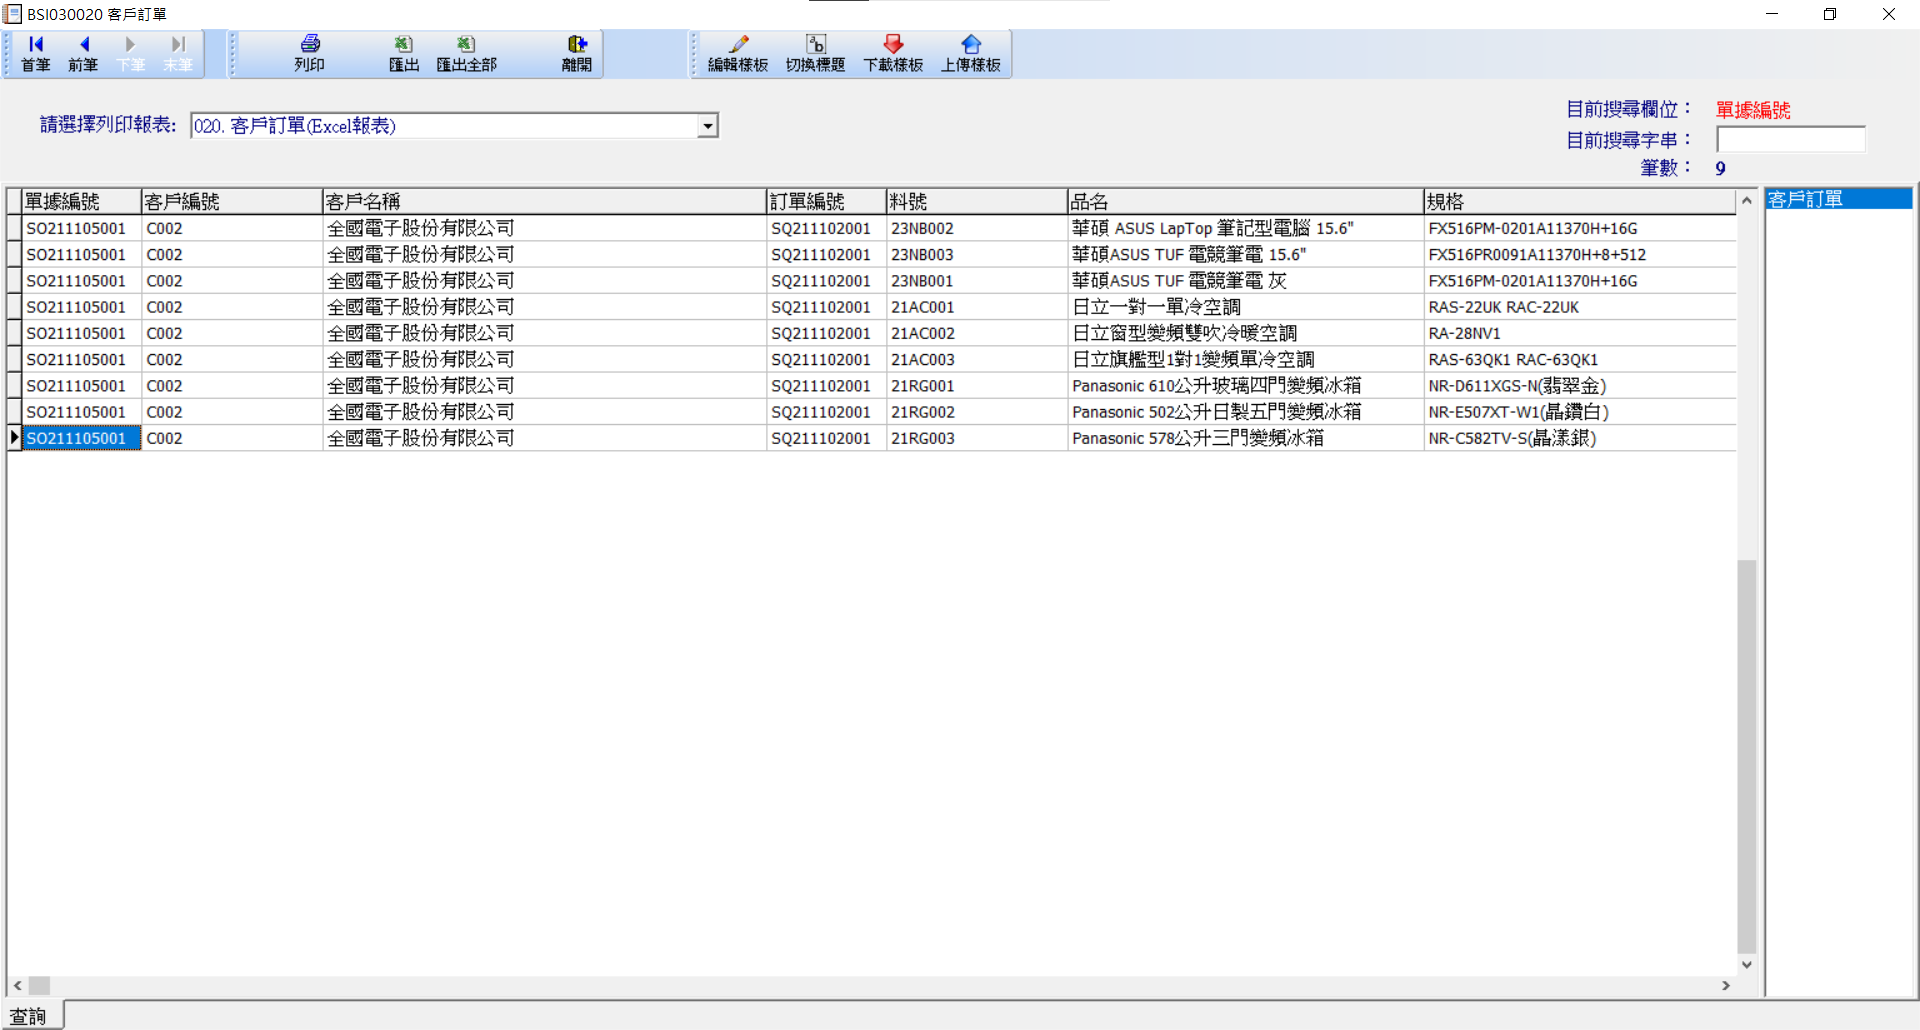 BSI030020 客戶訂單
首筆 前筆 下筆 末筆 列印 匯出 匯出全部 離開 編輯樣板 切換標題 下載樣板 上傳樣板
請選擇列印報表: 020. 客戶訂單(Excel報表)
目前搜尋欄位： 單據編號
目前搜尋字串：
筆數： 9
單據編號 客戶編號 客戶名稱 訂單編號 料號 品名 規格
SO211105001 C002 全國電子股份有限公司 SQ211102001 23NB002 華碩 ASUS LapTop 筆記型電腦 15.6" FX516PM-0201A11370H+16G
SO211105001 C002 全國電子股份有限公司 SQ211102001 23NB003 華碩ASUS TUF 電競筆電 15.6" FX516PR0091A11370H+8+512
SO211105001 C002 全國電子股份有限公司 SQ211102001 23NB001 華碩ASUS TUF 電競筆電 灰 FX516PM-0201A11370H+16G
SO211105001 C002 全國電子股份有限公司 SQ211102001 21AC001 日立一對一單冷空調 RAS-22UK RAC-22UK
SO211105001 C002 全國電子股份有限公司 SQ211102001 21AC002 日立窗型變頻雙吹冷暖空調 RA-28NV1
SO211105001 C002 全國電子股份有限公司 SQ211102001 21AC003 日立旗艦型1對1變頻單冷空調 RAS-63QK1 RAC-63QK1
SO211105001 C002 全國電子股份有限公司 SQ211102001 21RG001 Panasonic 610公升玻璃四門變頻冰箱 NR-D611XGS-N(翡翠金)
SO211105001 C002 全國電子股份有限公司 SQ211102001 21RG002 Panasonic 502公升日製五門變頻冰箱 NR-E507XT-W1(晶鑽白)
SO211105001 C002 全國電子股份有限公司 SQ211102001 21RG003 Panasonic 578公升三門變頻冰箱 NR-C582TV-S(晶漾銀)
客戶訂單
查詢